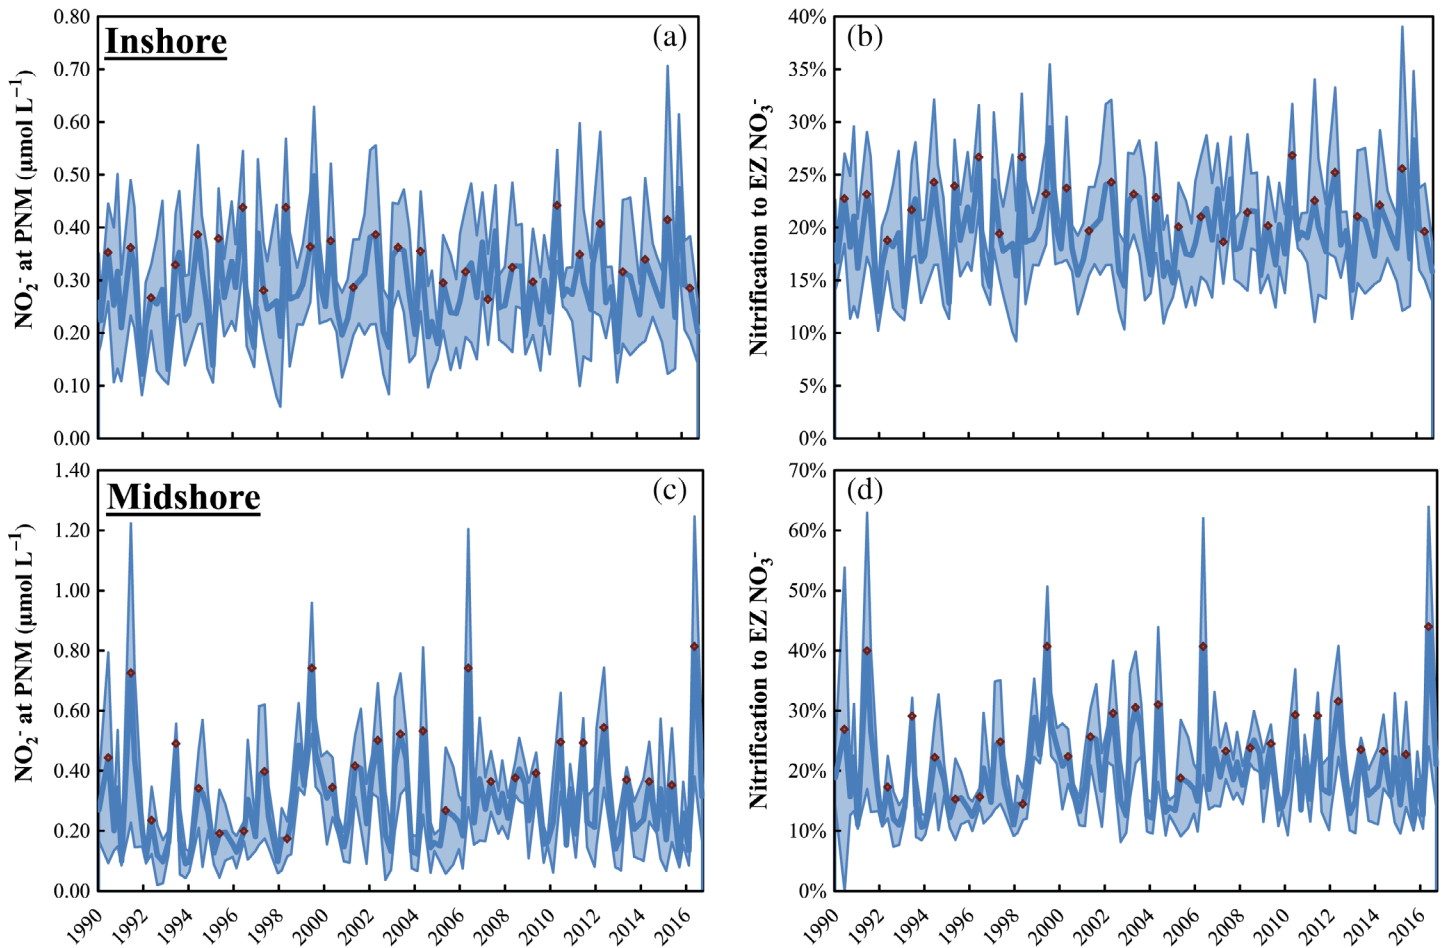 Inshore
(a)
NO₂⁻ at PNM (µmol L⁻¹)
0.80
0.70
0.60
0.50
0.40
0.30
0.20
0.10
0.00
(b)
Nitrification to EZ NO₃⁻
40%
35%
30%
25%
20%
15%
10%
5%
0%
Midshore
(c)
NO₂⁻ at PNM (µmol L⁻¹)
1.40
1.20
1.00
0.80
0.60
0.40
0.20
0.00
1990 1992 1994 1996 1998 2000 2002 2004 2006 2008 2010 2012 2014 2016
(d)
Nitrification to EZ NO₃⁻
70%
60%
50%
40%
30%
20%
10%
0%
1990 1992 1994 1996 1998 2000 2002 2004 2006 2008 2010 2012 2014 2016